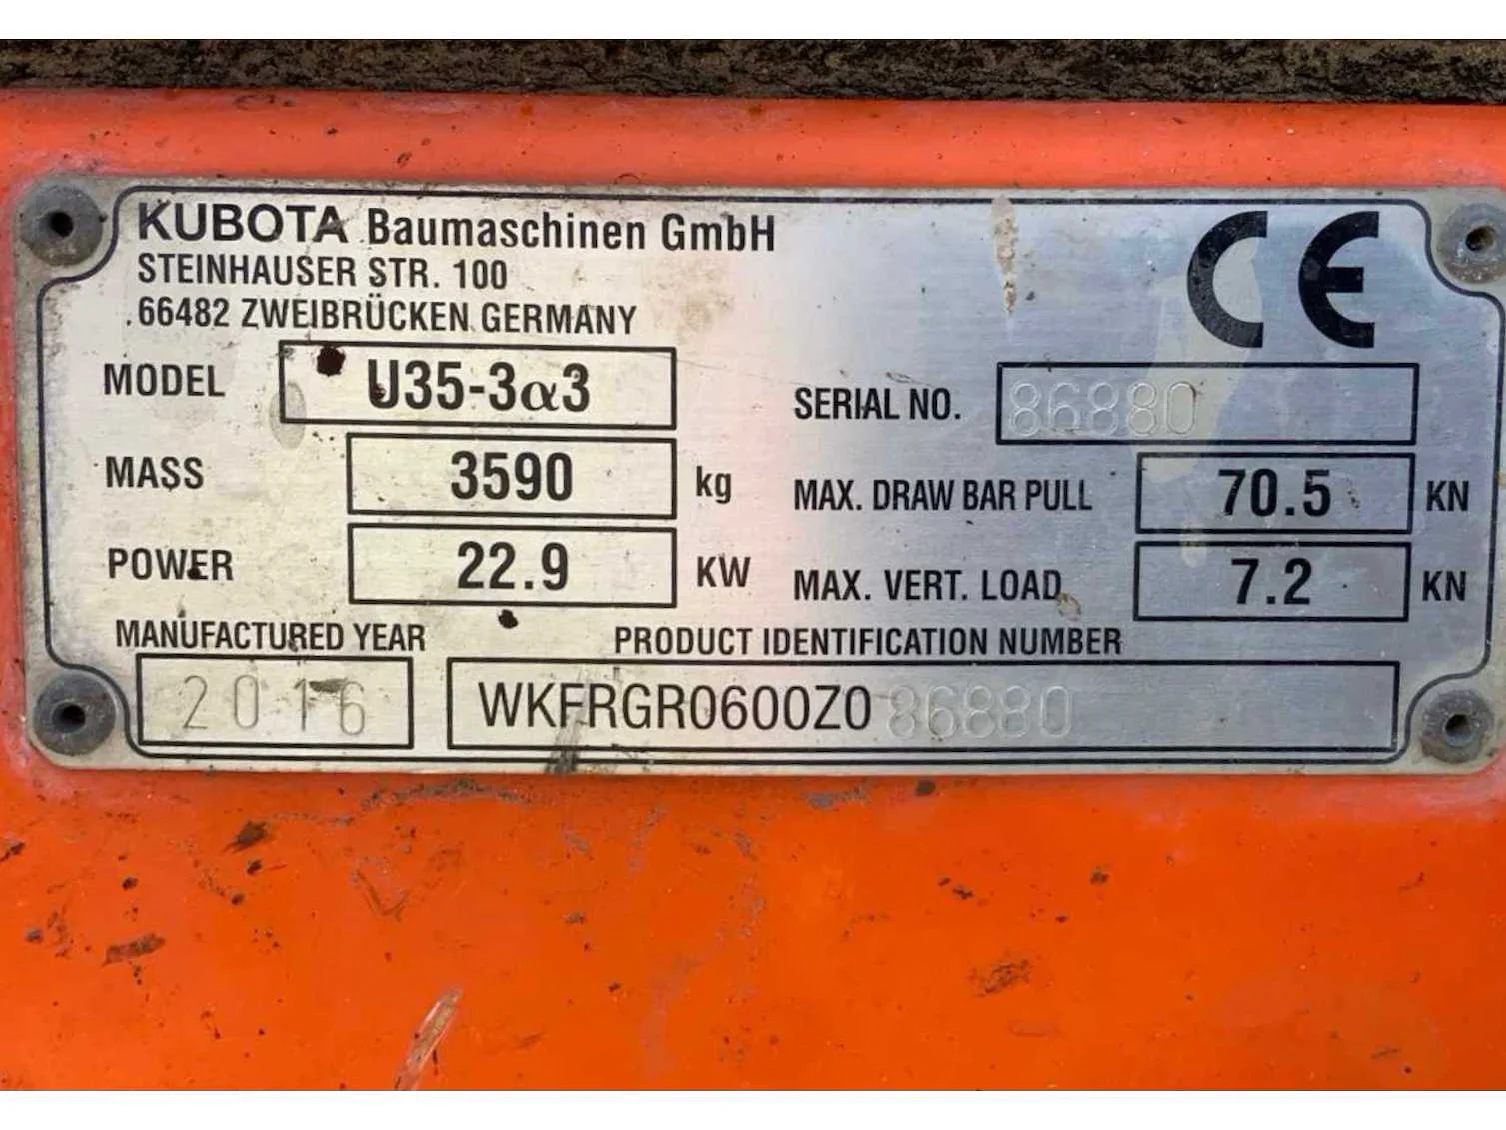 KUBOTA Baumaschinen GmbH
STEINHAUSER STR. 100
66482 ZWEIBRÜCKEN GERMANY
CE
MODEL U35-3α3
SERIAL NO. 86880
MASS 3590 kg
MAX. DRAW BAR PULL 70.5 KN
POWER 22.9 KW
MAX. VERT. LOAD 7.2 KN
MANUFACTURED YEAR
PRODUCT IDENTIFICATION NUMBER
2016
WKFRGR0600Z086880